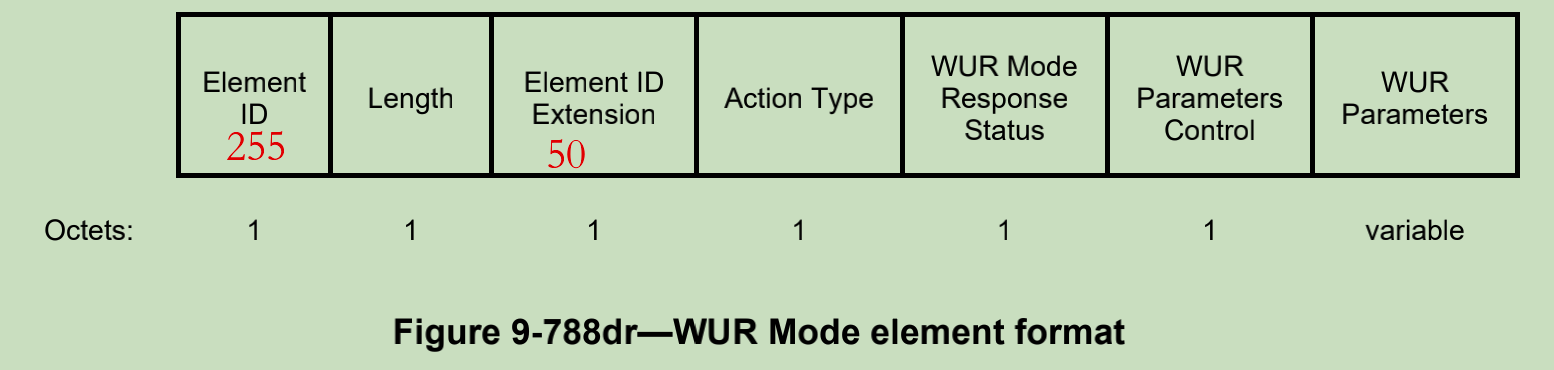 Element
ID
255
Length
Element ID
Extension
50
Action Type
WUR Mode
Response
Status
WUR
Parameters
Control
WUR
Parameters
Octets: 1 1 1 1 1 1 variable
Figure 9-788dr—WUR Mode element format